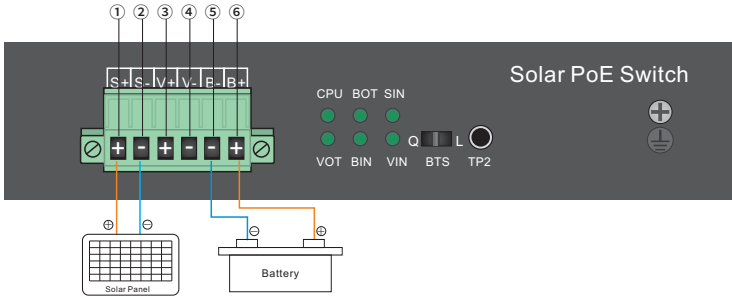 ① ② ③ ④ ⑤ ⑥
S+ S- V+ V- B- B+
Solar PoE Switch
CPU BOT SIN
Q L
VOT BIN VIN BTS TP2
Battery
Solar Panel